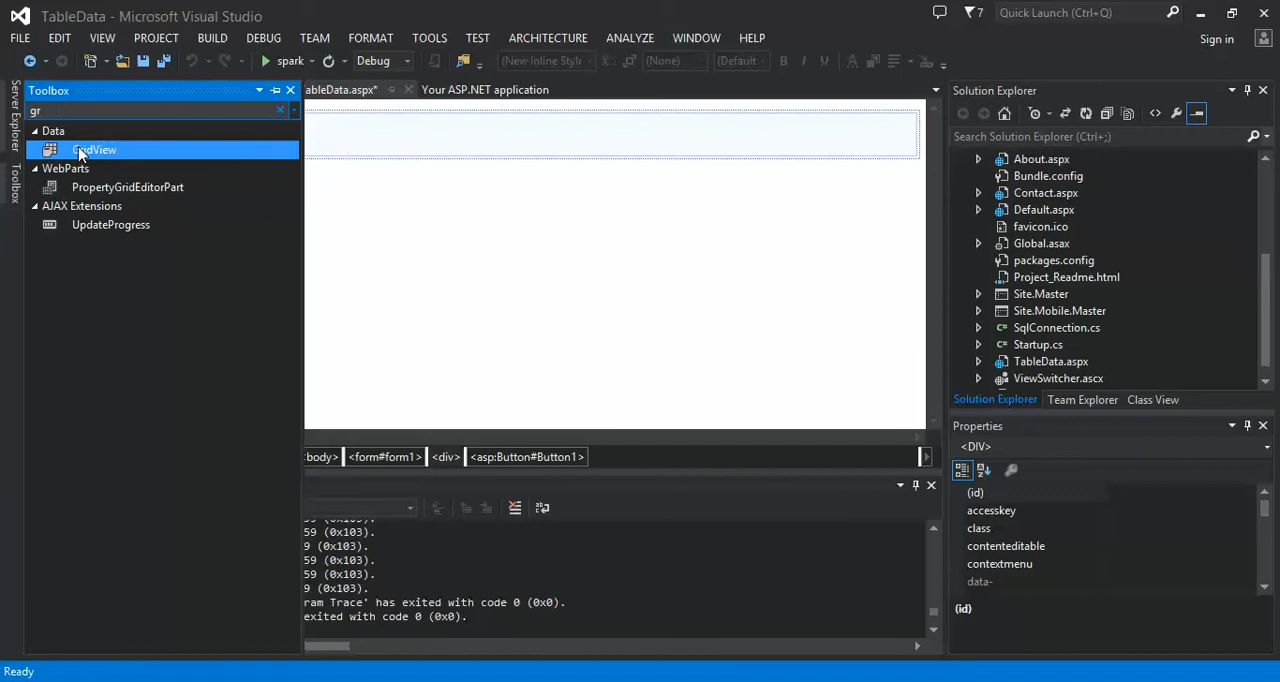 TableData - Microsoft Visual Studio
7
Quick Launch (Ctrl+Q)
FILE EDIT VIEW PROJECT BUILD DEBUG TEAM FORMAT TOOLS TEST ARCHITECTURE ANALYZE WINDOW HELP
Sign in
spark Debug (New Inline Style (None) (Default B I U A
Server Explorer
Toolbox
Toolbox
gr
Data
GridView
WebParts
PropertyGridEditorPart
AJAX Extensions
UpdateProgress
ableData.aspx* Your ASP.NET application
<body> <form#form1> <div> <asp:Button#Button1>
59 (0x103).
9 (0x103).
59 (0x103).
59 (0x103).
9 (0x103).
ram Trace' has exited with code 0 (0x0).
exited with code 0 (0x0).
Solution Explorer
Search Solution Explorer (Ctrl+;)
About.aspx
Bundle.config
Contact.aspx
Default.aspx
favicon.ico
Global.asax
packages.config
Project_Readme.html
Site.Master
Site.Mobile.Master
SqlConnection.cs
Startup.cs
TableData.aspx
ViewSwitcher.ascx
Solution Explorer Team Explorer Class View
Properties
<DIV>
(id)
accesskey
class
contenteditable
contextmenu
data-
(id)
Ready